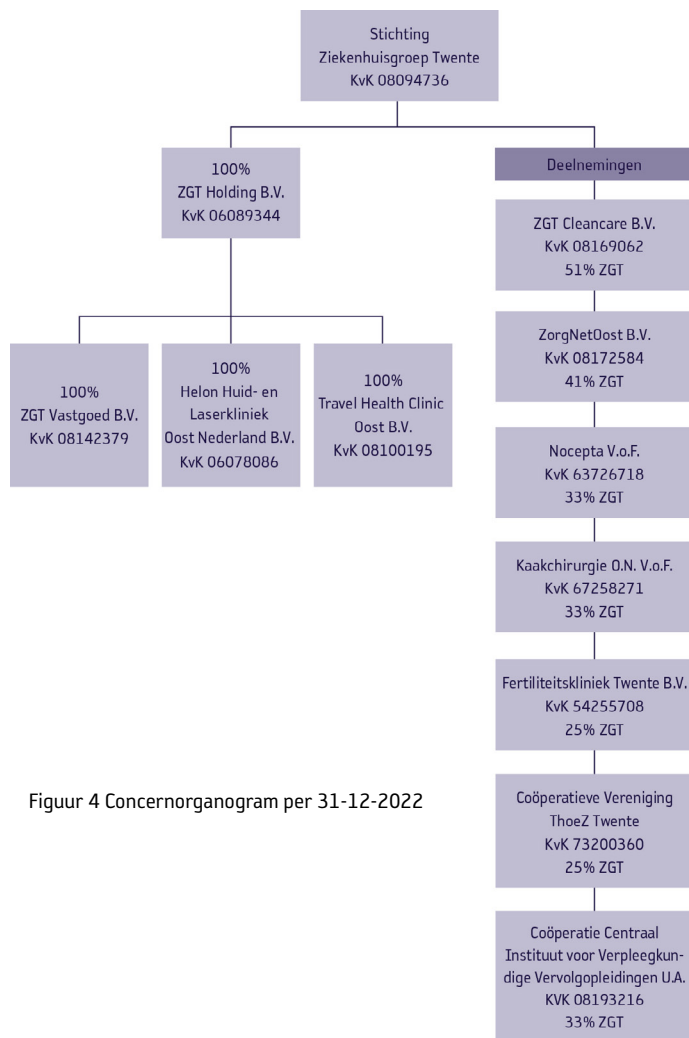 Stichting
Ziekenhuisgroep Twente
KvK 08094736
100%
ZGT Holding B.V.
KvK 06089344
100%
ZGT Vastgoed B.V.
KvK 08142379
100%
Helon Huid- en
Laserkliniek
Oost Nederland B.V.
KvK 06078086
100%
Travel Health Clinic
Oost B.V.
KvK 08100195
Deelnemingen
ZGT Cleancare B.V.
KvK 08169062
51% ZGT
ZorgNetOost B.V.
KvK 08172584
41% ZGT
Nocepta V.o.F.
KvK 63726718
33% ZGT
Kaakchirurgie O.N. V.o.F.
KvK 67258271
33% ZGT
Fertiliteitskliniek Twente B.V.
KvK 54255708
25% ZGT
Coöperatieve Vereniging
ThoeZ Twente
KvK 73200360
25% ZGT
Coöperatie Centraal
Instituut voor Verpleegkun-
dige Vervolgopleidingen U.A.
KVK 08193216
33% ZGT
Figuur 4 Concernorganogram per 31-12-2022